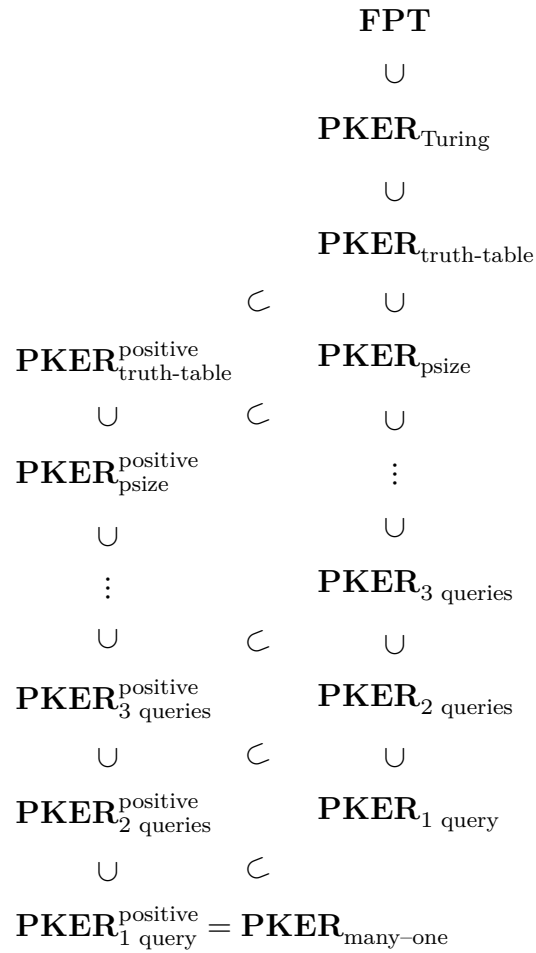 FPT
∪
PKER_Turing
∪
PKER_truth-table
⊂ ∪
PKER^positive_truth-table PKER_psize
∪ ⊂ ∪
PKER^positive_psize ⋮
∪ ∪
⋮ PKER_3 queries
∪ ⊂ ∪
PKER^positive_3 queries PKER_2 queries
∪ ⊂ ∪
PKER^positive_2 queries PKER_1 query
∪ ⊂
PKER^positive_1 query = PKER_many–one